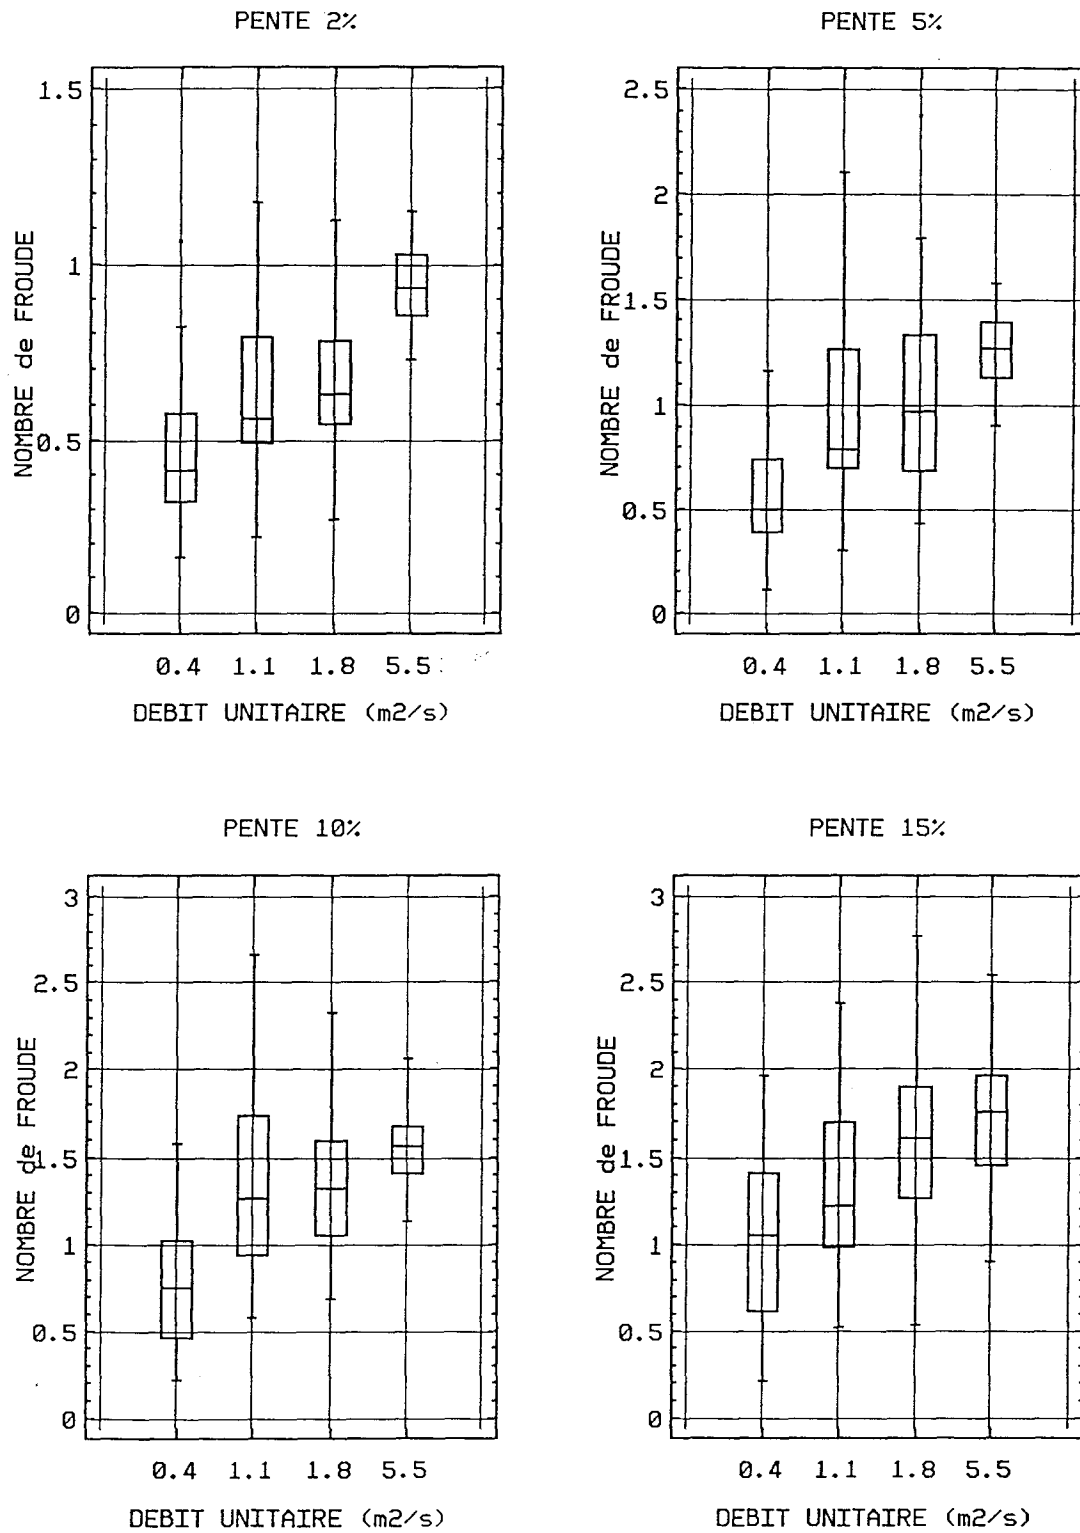 PENTE 2%
1.5
1
0.5
0
NOMBRE de FROUDE
0.4 1.1 1.8 5.5
DEBIT UNITAIRE (m2/s)
PENTE 5%
2.5
2
1.5
1
0.5
0
NOMBRE de FROUDE
0.4 1.1 1.8 5.5
DEBIT UNITAIRE (m2/s)
PENTE 10%
3
2.5
2
1.5
1
0.5
0
NOMBRE de FROUDE
0.4 1.1 1.8 5.5
DEBIT UNITAIRE (m2/s)
PENTE 15%
3
2.5
2
1.5
1
0.5
0
NOMBRE de FROUDE
0.4 1.1 1.8 5.5
DEBIT UNITAIRE (m2/s)